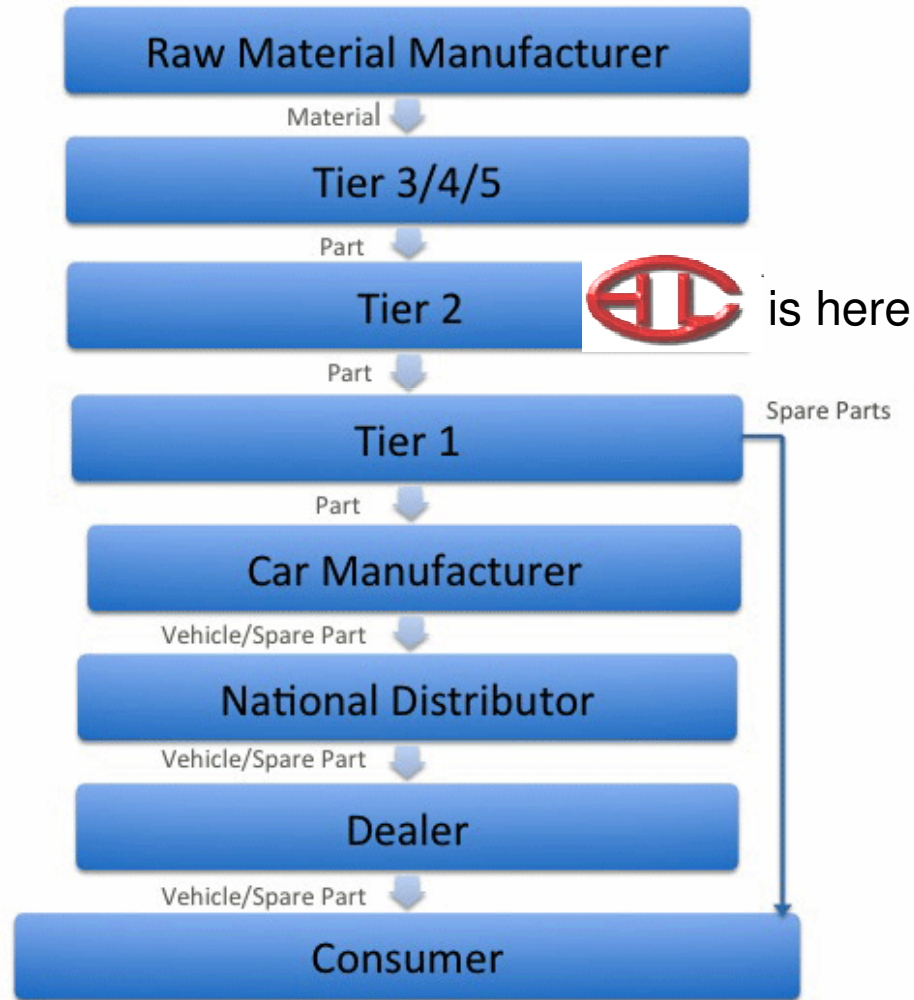 Raw Material Manufacturer
Material
Tier 3/4/5
Part
Tier 2
is here
Part
Tier 1
Spare Parts
Part
Car Manufacturer
Vehicle/Spare Part
National Distributor
Vehicle/Spare Part
Dealer
Vehicle/Spare Part
Consumer